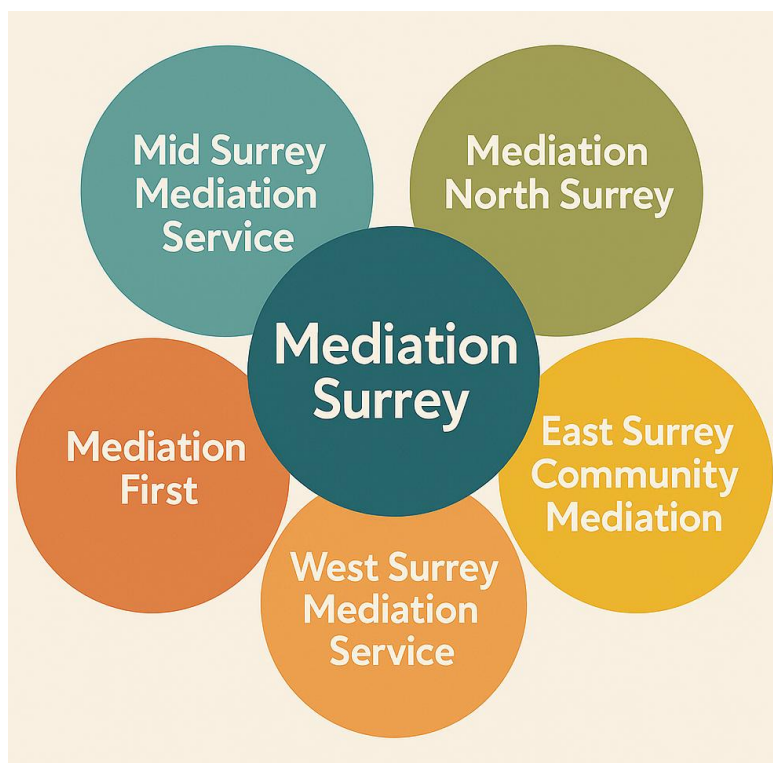 Mid Surrey
Mediation
Service
Mediation
North Surrey
Mediation
Surrey
Mediation
First
East Surrey
Community
Mediation
West Surrey
Mediation
Service